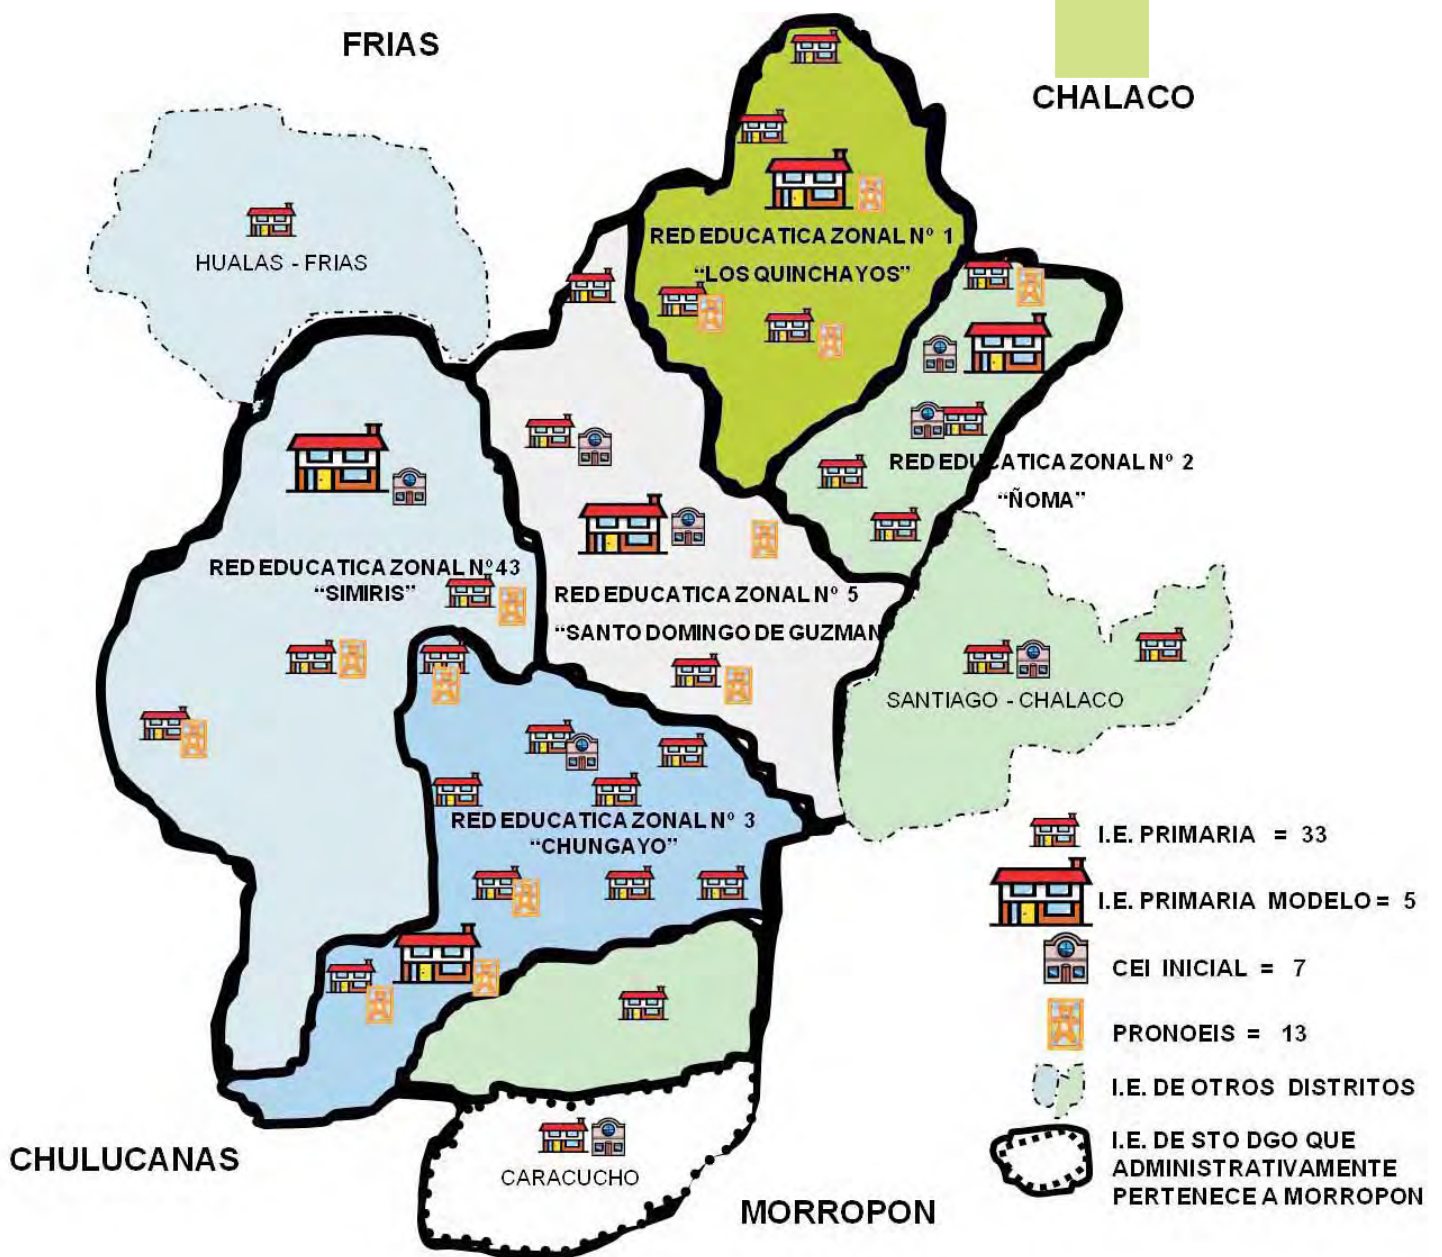 FRIAS
CHALACO
HUALAS - FRIAS
RED EDUCATICA ZONAL Nº 1
“LOS QUINCHAYOS”
RED EDUCATICA ZONAL Nº 2
“ÑOMA”
RED EDUCATICA ZONAL Nº43
“SIMIRIS”
RED EDUCATICA ZONAL Nº 5
“SANTO DOMINGO DE GUZMAN
SANTIAGO - CHALACO
RED EDUCATICA ZONAL Nº 3
“CHUNGAYO”
I.E. PRIMARIA = 33
I.E. PRIMARIA MODELO = 5
CEI INICIAL = 7
PRONOEIS = 13
I.E. DE OTROS DISTRITOS
I.E. DE STO DGO QUE
ADMINISTRATIVAMENTE
PERTENECE A MORROPON
CHULUCANAS
CARACUCHO
MORROPON